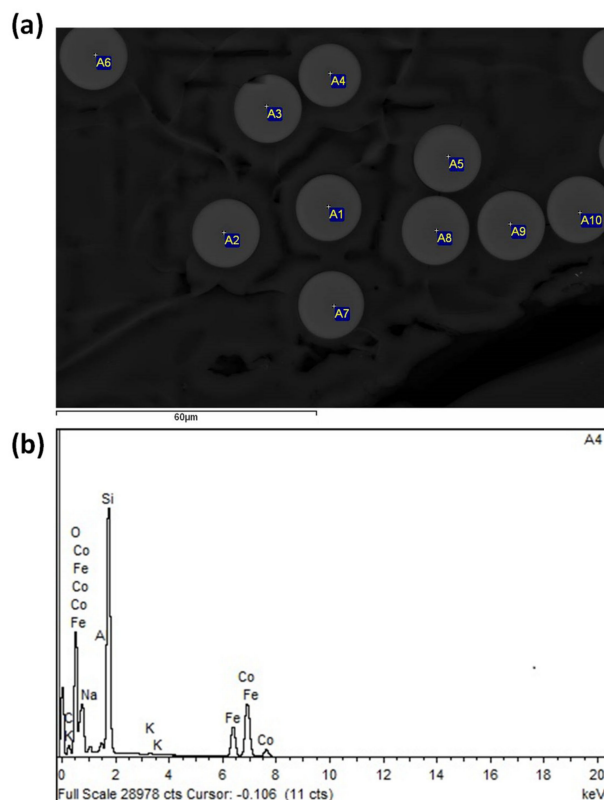 (a)
A6
A4
A3
A5
A1
A2
A8
A9
A10
A7
60µm
(b)
A4
Si
O
Co
Fe
Co
Co
Fe
A
Na
C
K
K
K
Co
Fe
Fe
Co
0 2 4 6 8 10 12 14 16 18 20
Full Scale 28978 cts Cursor: -0.106 (11 cts) keV